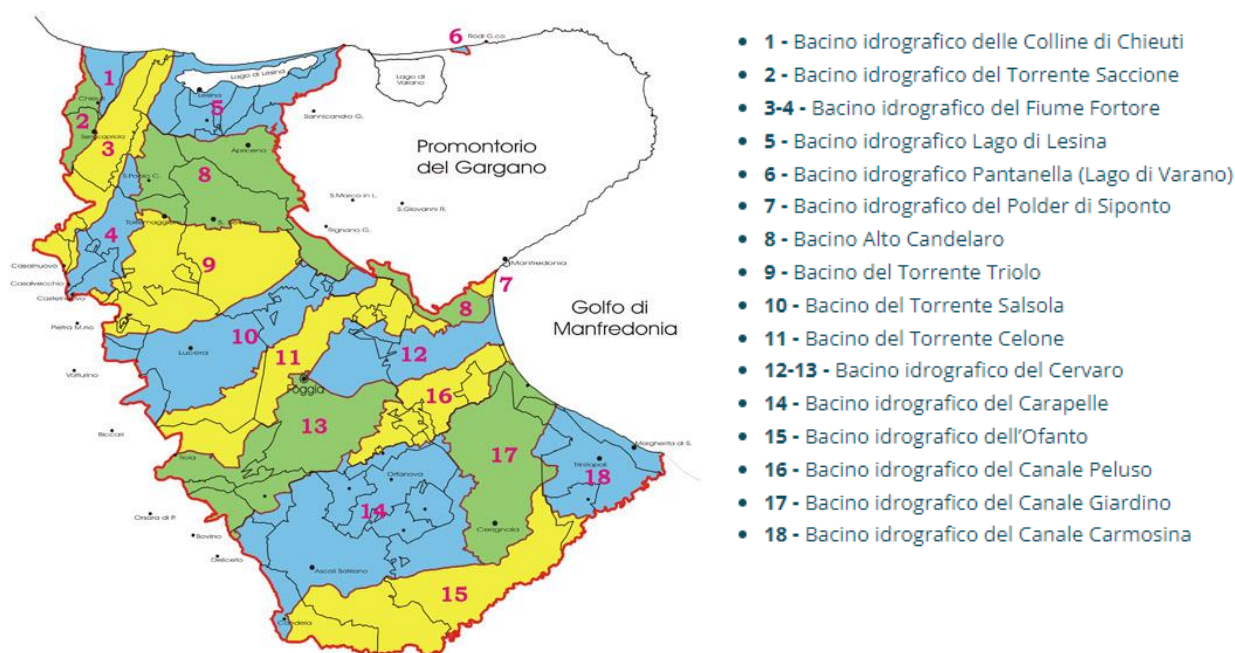 6
Rodi G.co
Lago di Lesina
Lago di
Varano
1
Chieuti
Lesina
5
Sannicandro G.
2
Serracapriola
3
Apricena
Promontorio
del Gargano
8
S.Paolo C.
S.Marco in L.
S.Giovanni R.
Torremaggiore
Rignano G.
4
9
Casalnuovo
Manfredonia
Casalvecchio
7
Castelnuovo
8
Golfo di
Manfredonia
Pietra M.no
10
Lucera
11
12
Volturino
Foggia
16
13
Biccari
Margherita di S.
17
Troia
Trinitapoli
18
Ortanova
14
Orsara di P.
Cerignola
Bovino
Deliceto
Ascoli Satriano
15
Candela
• 1 - Bacino idrografico delle Colline di Chieuti
• 2 - Bacino idrografico del Torrente Saccione
• 3-4 - Bacino idrografico del Fiume Fortore
• 5 - Bacino idrografico Lago di Lesina
• 6 - Bacino idrografico Pantanella (Lago di Varano)
• 7 - Bacino idrografico del Polder di Siponto
• 8 - Bacino Alto Candelaro
• 9 - Bacino del Torrente Triolo
• 10 - Bacino del Torrente Salsola
• 11 - Bacino del Torrente Celone
• 12-13 - Bacino idrografico del Cervaro
• 14 - Bacino idrografico del Carapelle
• 15 - Bacino idrografico dell'Ofanto
• 16 - Bacino idrografico del Canale Peluso
• 17 - Bacino idrografico del Canale Giardino
• 18 - Bacino idrografico del Canale Carmosina